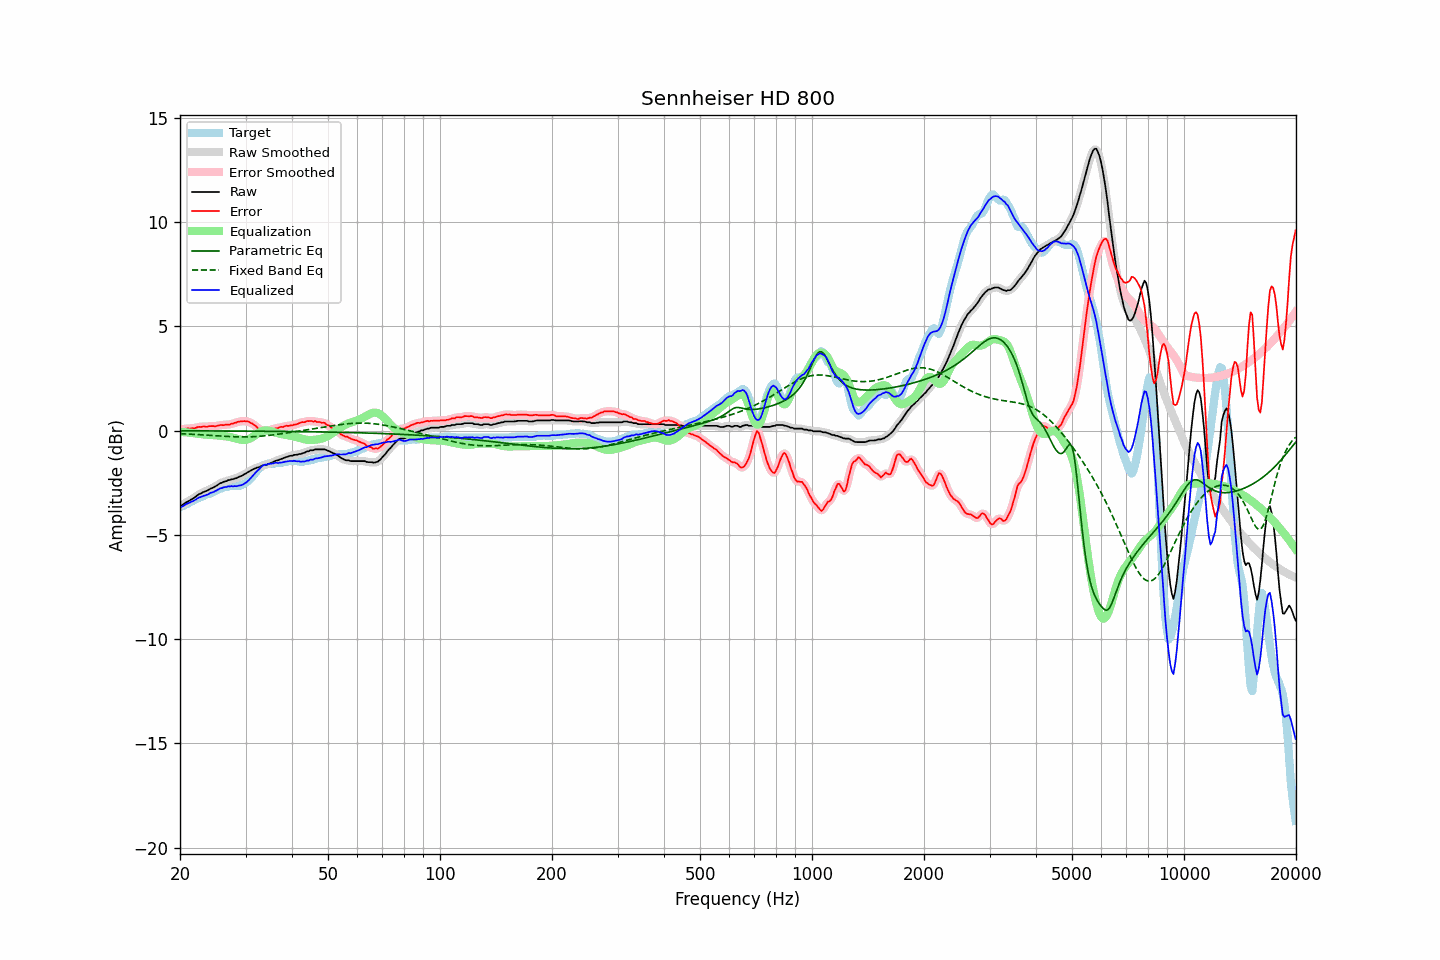 Sennheiser HD 800
15
10
5
0
−5
−10
−15
−20
Amplitude (dBr)
Target
Raw Smoothed
Error Smoothed
Raw
Error
Equalization
Parametric Eq
Fixed Band Eq
Equalized
20 50 100 200 500 1000 2000 5000 10000 20000
Frequency (Hz)